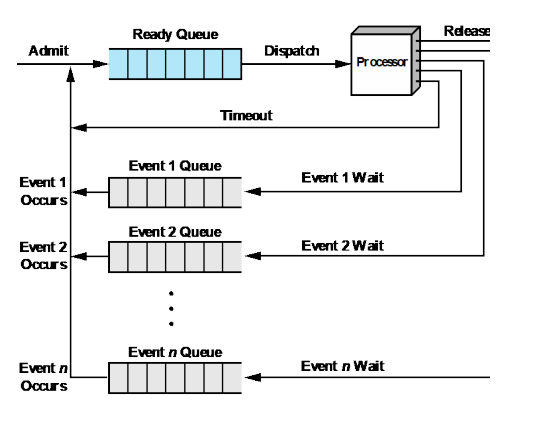 Ready Queue
Release
Admit
Dispatch
Processor
Timeout
Event 1 Queue
Event 1
Occurs
Event 1 Wait
Event 2 Queue
Event 2
Occurs
Event 2 Wait
Event n Queue
Event n
Occurs
Event n Wait